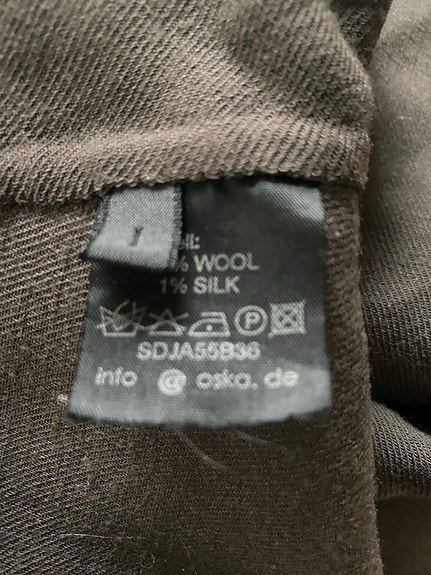 I
% WOOL
1% SILK
P
SDJA55B36
info @ oska. de